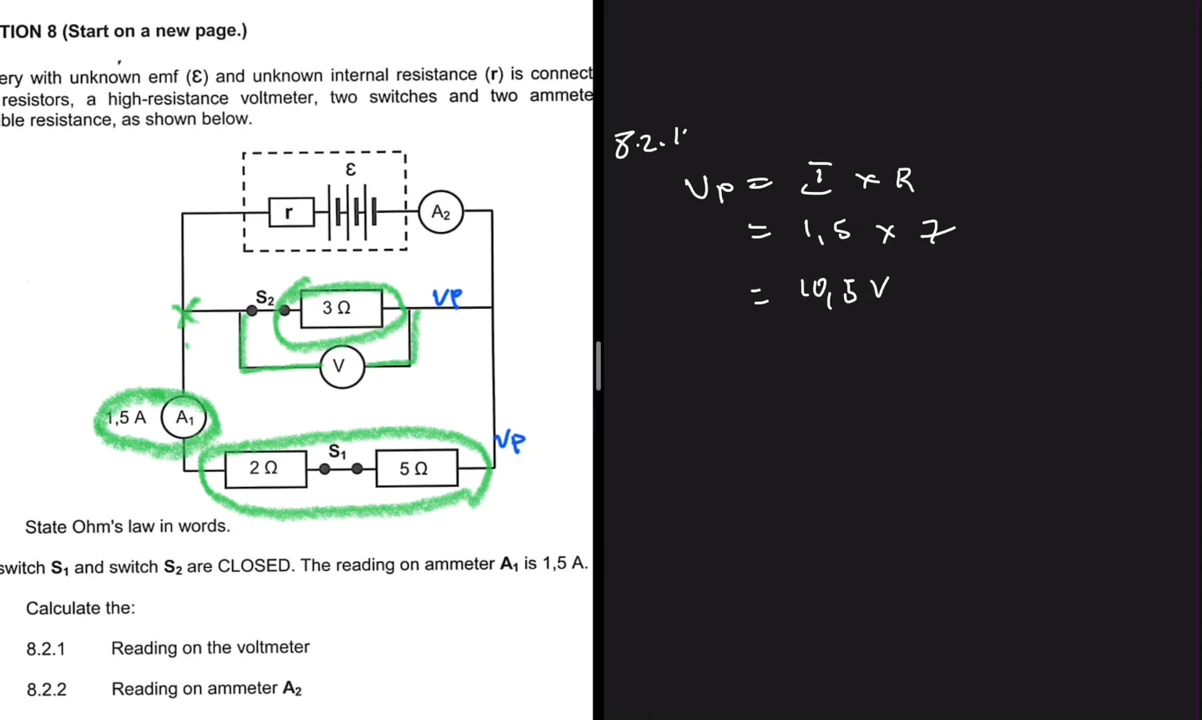 TION 8 (Start on a new page.)
ery with unknown emf (Ɛ) and unknown internal resistance (r) is connect
resistors, a high-resistance voltmeter, two switches and two ammete
ble resistance, as shown below.
Ɛ
r
A₂
S₂
3 Ω
Vp
V
1,5 A
A₁
Vp
2 Ω
S₁
5 Ω
State Ohm's law in words.
switch S₁ and switch S₂ are CLOSED. The reading on ammeter A₁ is 1,5 A.
Calculate the:
8.2.1 Reading on the voltmeter
8.2.2 Reading on ammeter A₂
8.2.1
Vp = I × R
= 1,5 × 7
= 10,5 V